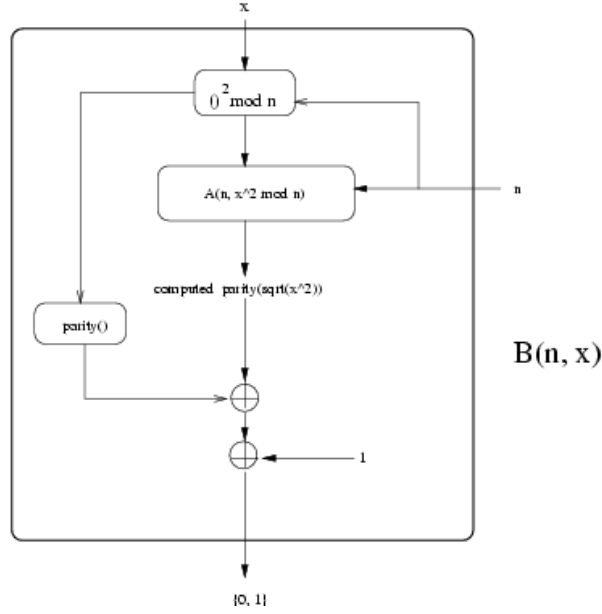 x
()^2 mod n
A(n, x^2 mod n)
n
computed parity(sqrt(x^2))
parity()
B(n, x)
1
{0, 1}